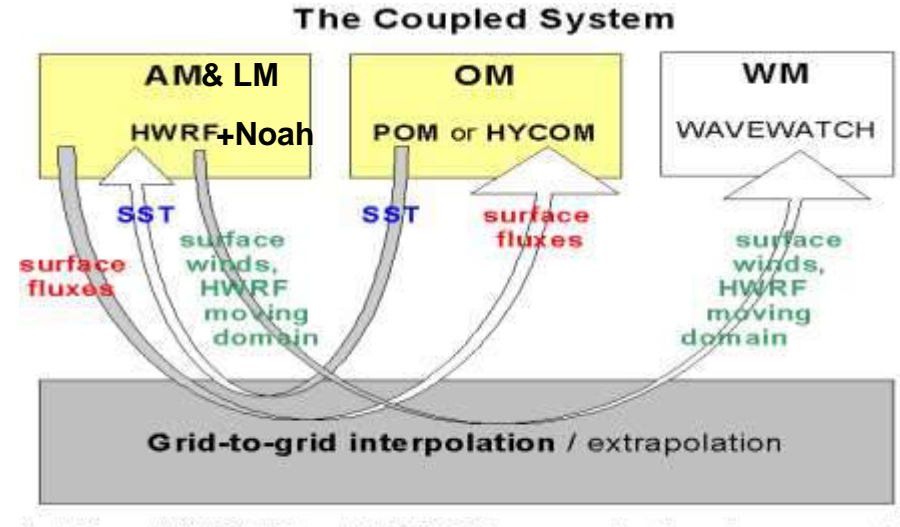 The Coupled System
AM& LM
HWRF+Noah
OM
POM or HYCOM
WM
WAVEWATCH
SST
SST
surface
fluxes
surface
fluxes
surface
winds,
HWRF
moving
domain
surface
winds,
HWRF
moving
domain
Grid-to-grid interpolation / extrapolation